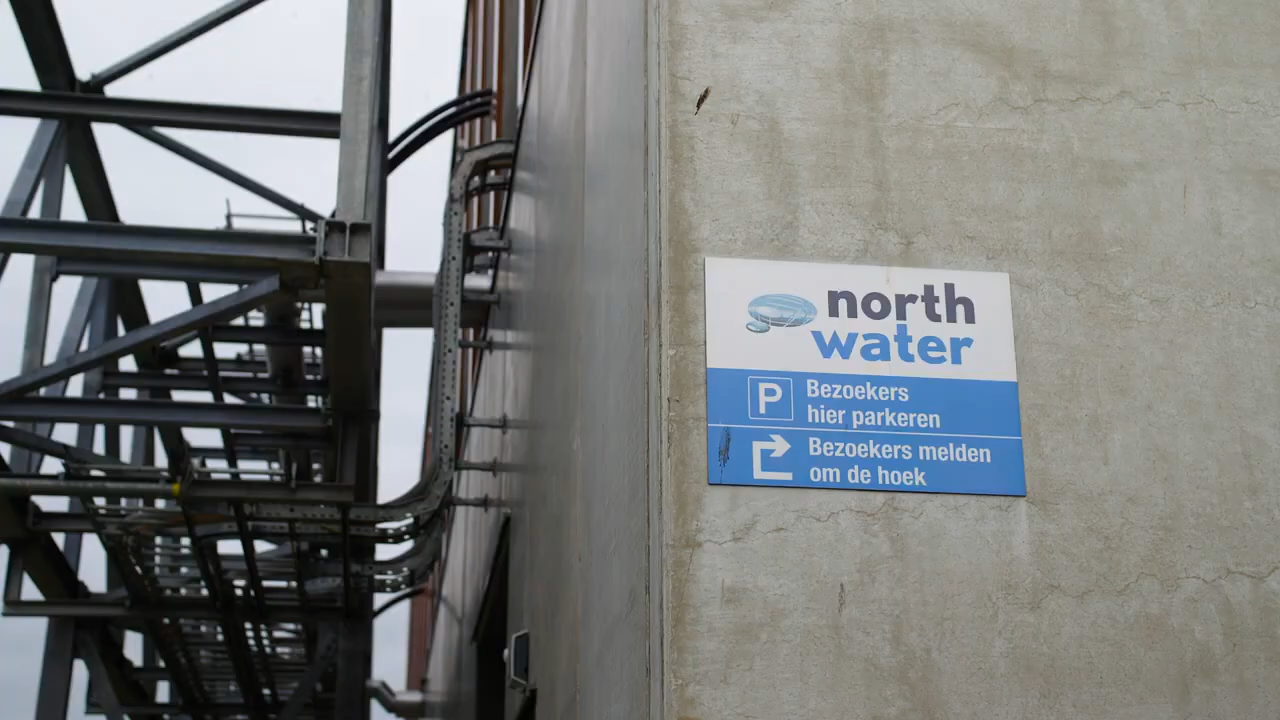 north
water
P
Bezoekers
hier parkeren
Bezoekers melden
om de hoek